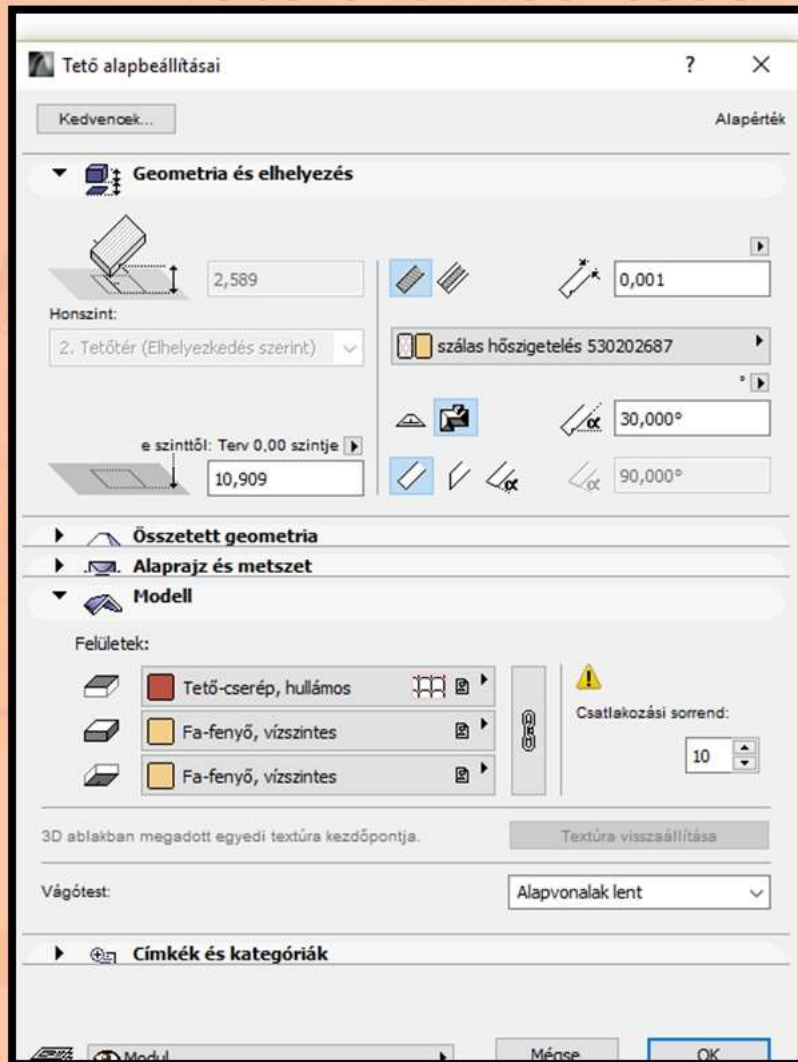 Tető alapbeállításai
Kedvencek...
Alapérték
Geometria és elhelyezés
2,589
0,001
Honszint:
2. Tetőtér (Elhelyezkedés szerint)
szálas hőszigetelés 530202687
°
α 30,000°
e szinttől: Terv 0,00 szintje
10,909
α
α 90,000°
Összetett geometria
Alaprajz és metszet
Modell
Felületek:
Tető-cserép, hullámos
Fa-fenyő, vízszintes
Fa-fenyő, vízszintes
Csatlakozási sorrend:
10
3D ablakban megadott egyedi textúra kezdőpontja.
Textúra visszaállítása
Vágótest:
Alapvonalak lent
Címkék és kategóriák
Modul
Mégse
OK